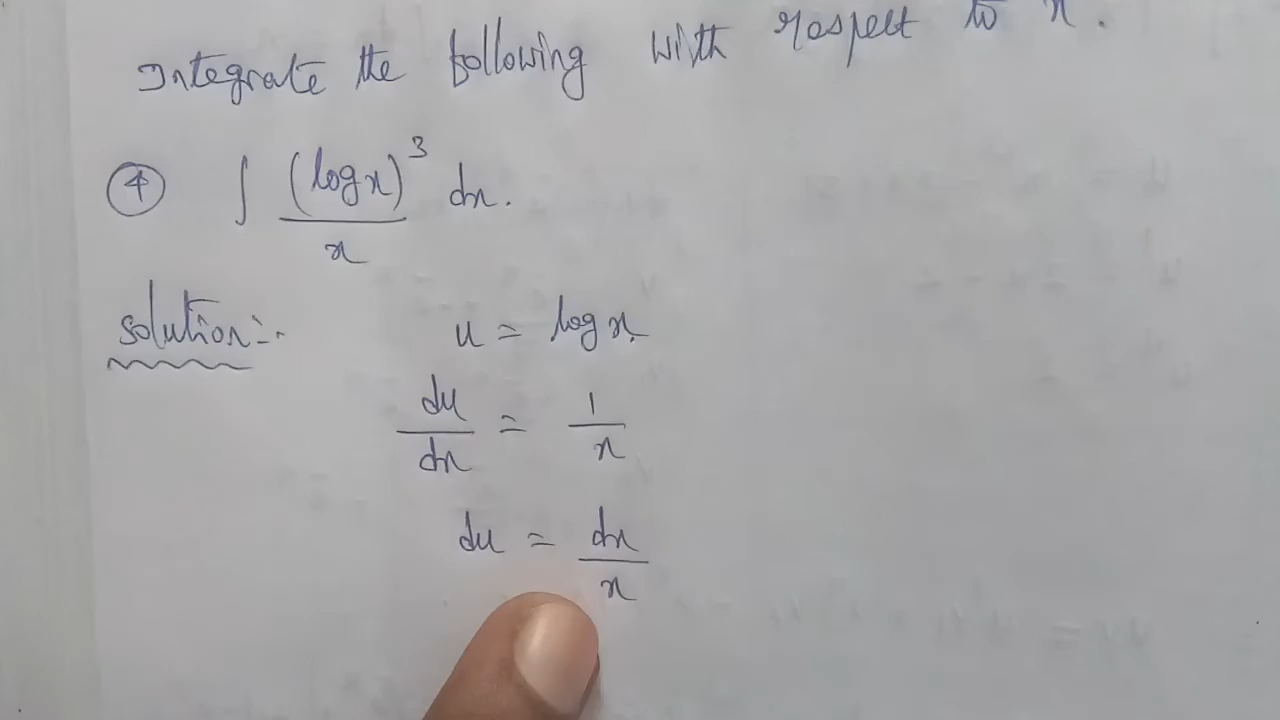 Integrate the following with respect to x.
④ ∫ (log x)³/x dx.
Solution:-
u = log x.
du/dx = 1/x
du = dx/x